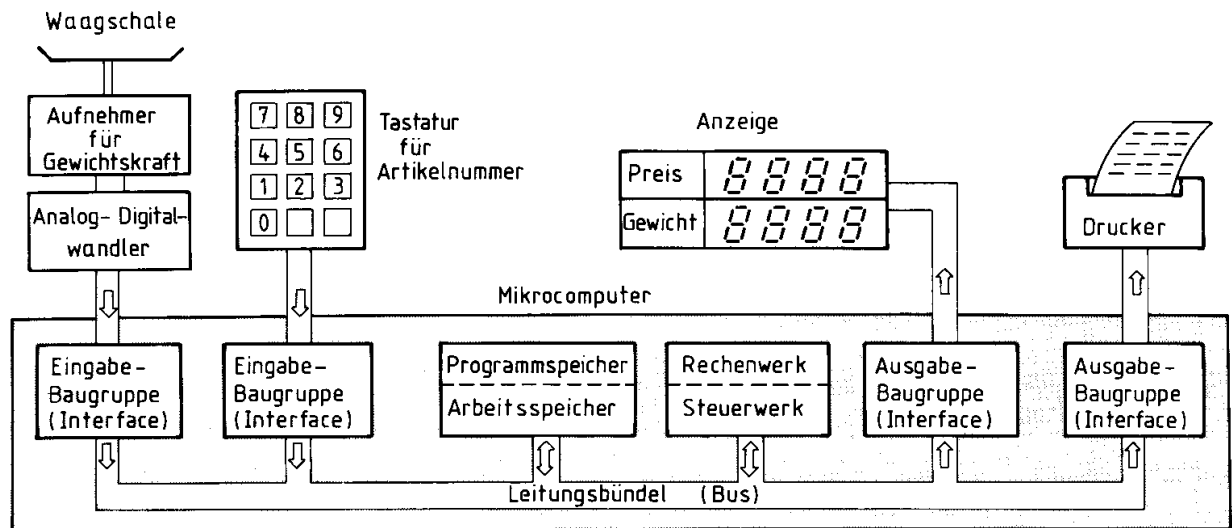 Waagschale
Aufnehmer
für
Gewichtskraft
Analog-Digital-
wandler
7 8 9
4 5 6
1 2 3
0
Tastatur
für
Artikelnummer
Anzeige
Preis 8888
Gewicht 8888
Drucker
Mikrocomputer
Eingabe-
Baugruppe
(Interface)
Eingabe-
Baugruppe
(Interface)
Programmspeicher
Arbeitsspeicher
Rechenwerk
Steuerwerk
Ausgabe-
Baugruppe
(Interface)
Ausgabe-
Baugruppe
(Interface)
Leitungsbündel (Bus)